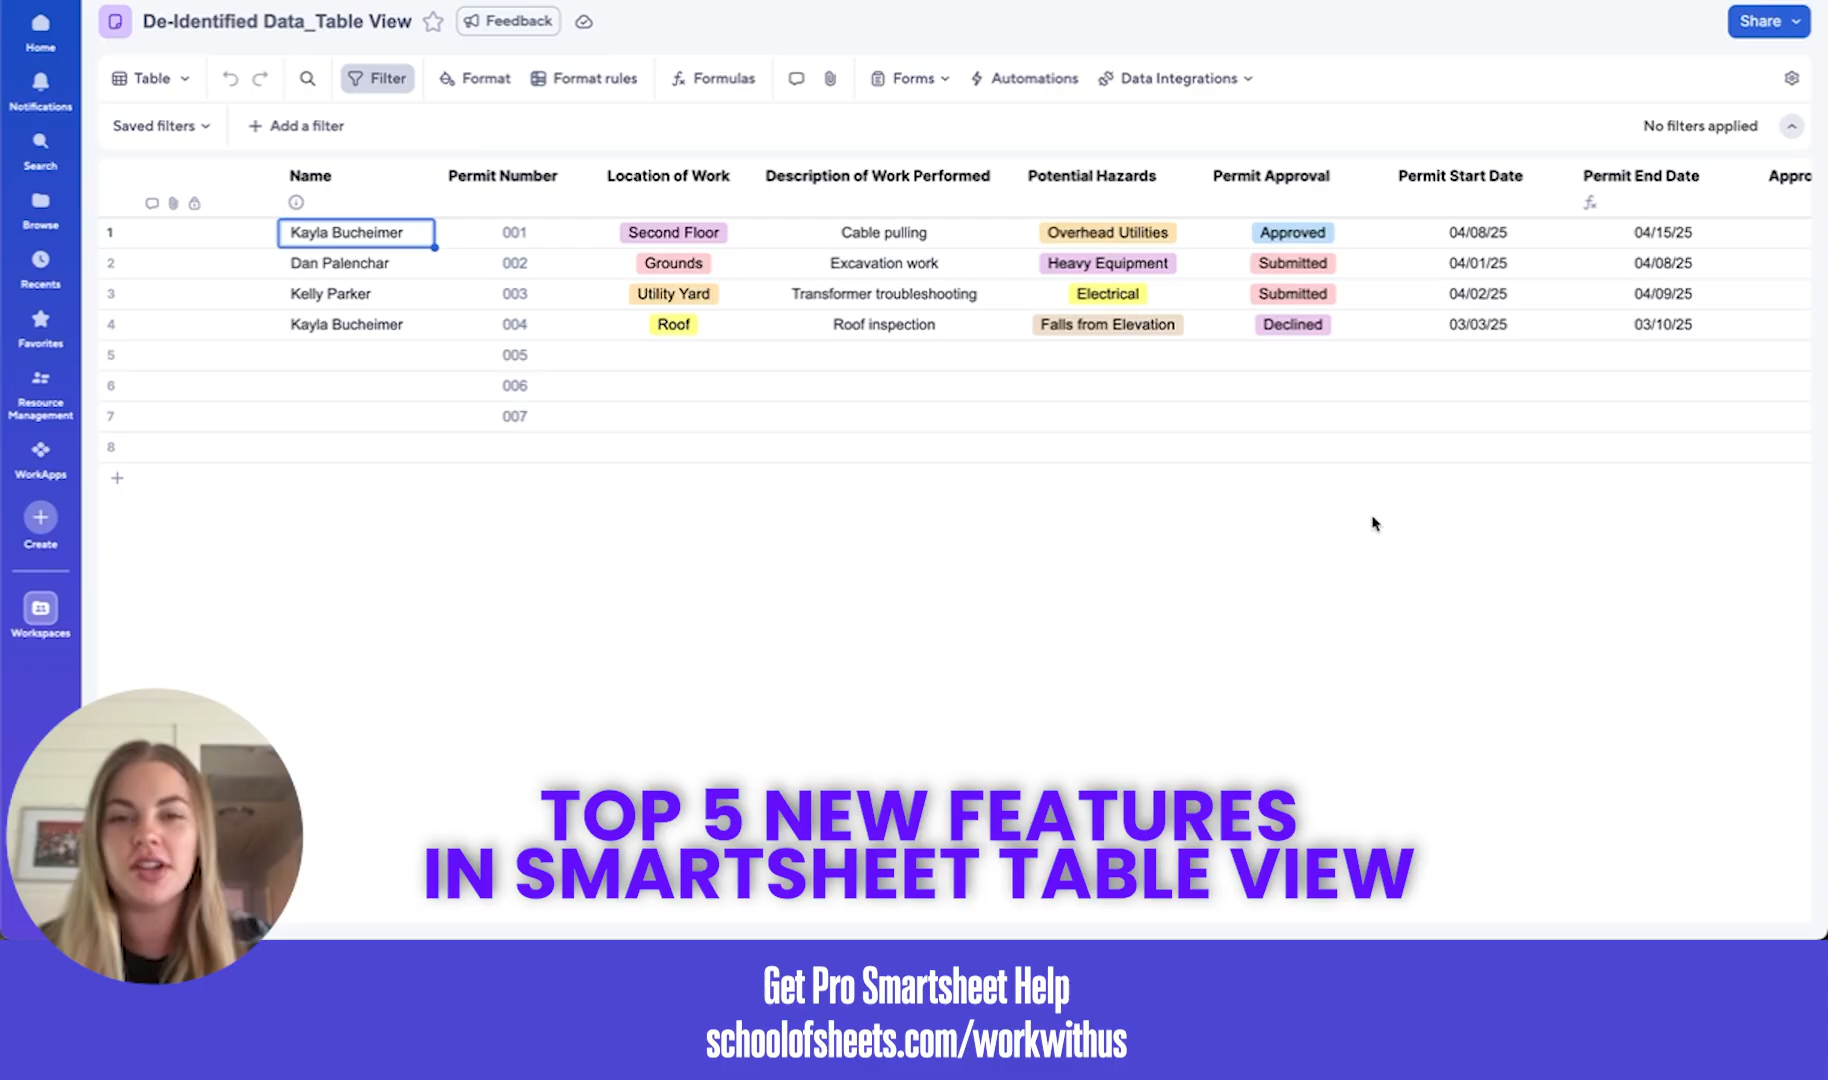 De-Identified Data_Table View
Feedback
Share
Home
Notifications
Search
Browse
Recents
Favorites
Resource
Management
WorkApps
Create
Workspaces
Table
Filter
Format
Format rules
fx Formulas
Forms
Automations
Data Integrations
Saved filters
+ Add a filter
No filters applied
Name Permit Number Location of Work Description of Work Performed Potential Hazards Permit Approval Permit Start Date Permit End Date Appro
fx
1 Kayla Bucheimer 001 Second Floor Cable pulling Overhead Utilities Approved 04/08/25 04/15/25
2 Dan Palenchar 002 Grounds Excavation work Heavy Equipment Submitted 04/01/25 04/08/25
3 Kelly Parker 003 Utility Yard Transformer troubleshooting Electrical Submitted 04/02/25 04/09/25
4 Kayla Bucheimer 004 Roof Roof inspection Falls from Elevation Declined 03/03/25 03/10/25
5 005
6 006
7 007
8
+
TOP 5 NEW FEATURES
IN SMARTSHEET TABLE VIEW
Get Pro Smartsheet Help
schoolofsheets.com/workwithus